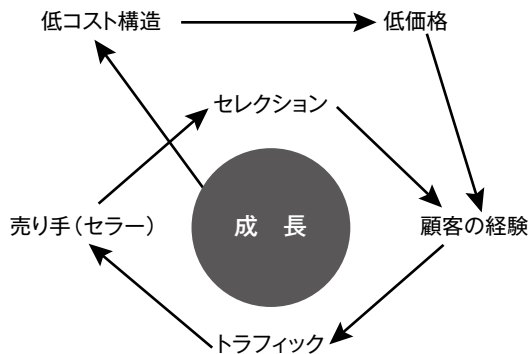 低コスト構造
低価格
セレクション
売り手（セラー）
成　長
顧客の経験
トラフィック